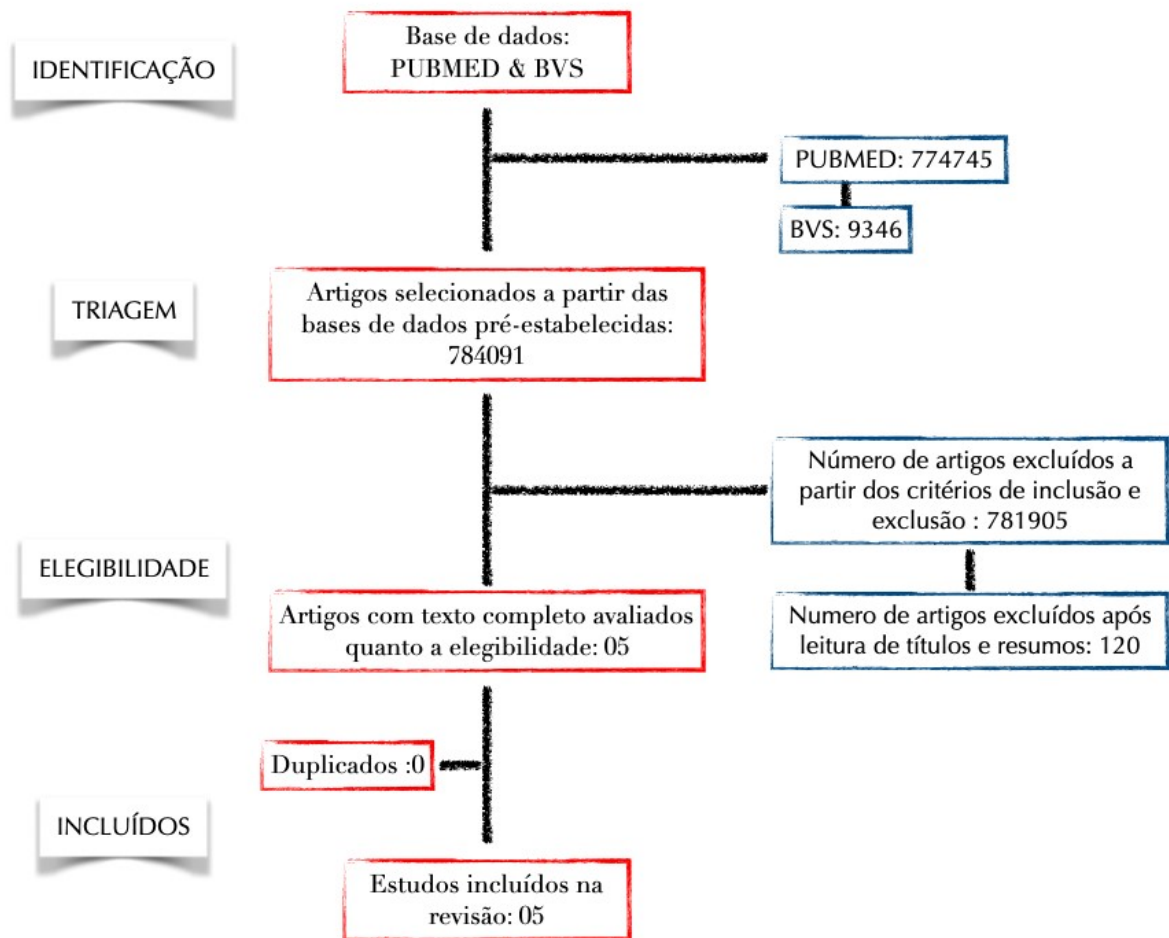 IDENTIFICAÇÃO
Base de dados:
PUBMED & BVS
PUBMED: 774745
BVS: 9346
TRIAGEM
Artigos selecionados a partir das
bases de dados pré-estabelecidas:
784091
Número de artigos excluídos a
partir dos critérios de inclusão e
exclusão : 781905
ELEGIBILIDADE
Artigos com texto completo avaliados
quanto a elegibilidade: 05
Numero de artigos excluídos após
leitura de títulos e resumos: 120
Duplicados :0
INCLUÍDOS
Estudos incluídos na
revisão: 05